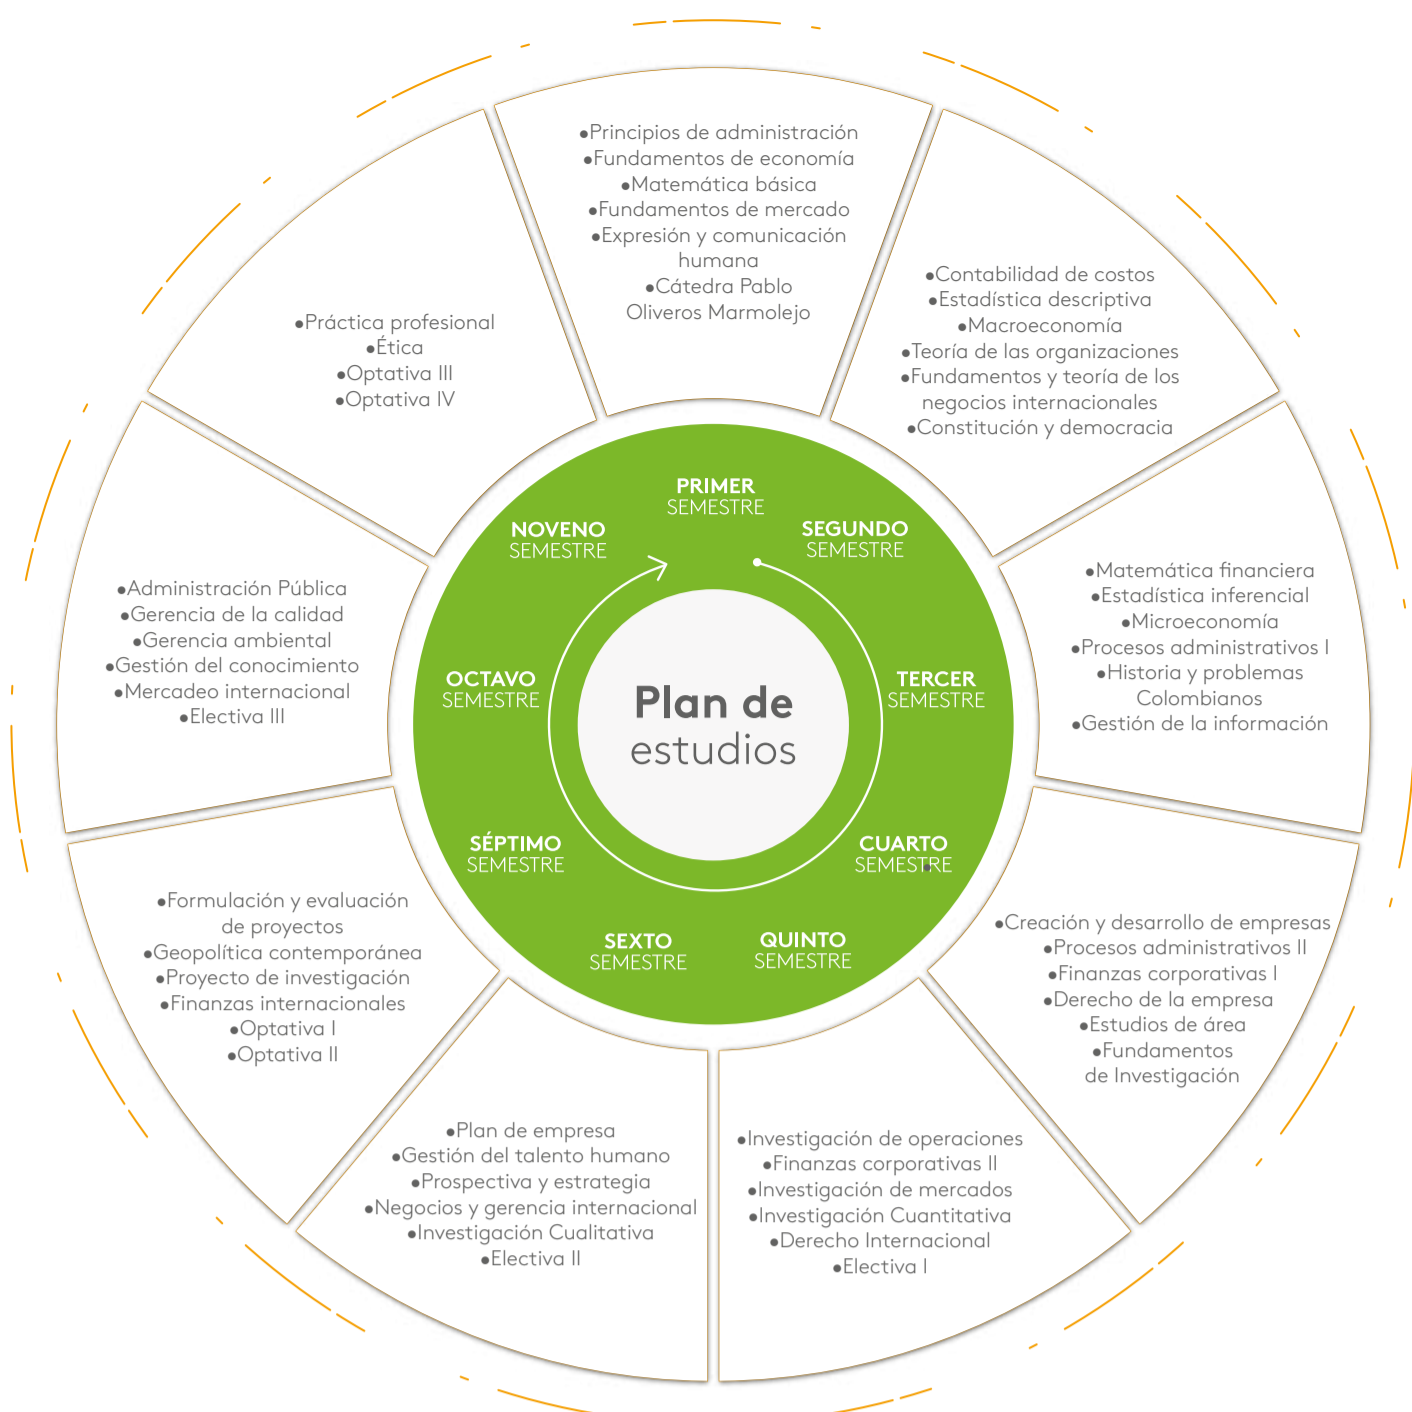 Plan de
estudios
PRIMER
SEMESTRE
•Principios de administración
•Fundamentos de economía
•Matemática básica
•Fundamentos de mercado
•Expresión y comunicación
humana
•Cátedra Pablo
Oliveros Marmolejo
SEGUNDO
SEMESTRE
•Contabilidad de costos
•Estadística descriptiva
•Macroeconomía
•Teoría de las organizaciones
•Fundamentos y teoría de los
negocios internacionales
•Constitución y democracia
TERCER
SEMESTRE
•Matemática financiera
•Estadística inferencial
•Microeconomía
•Procesos administrativos I
•Historia y problemas
Colombianos
•Gestión de la información
CUARTO
SEMESTRE
•Creación y desarrollo de empresas
•Procesos administrativos II
•Finanzas corporativas I
•Derecho de la empresa
•Estudios de área
•Fundamentos
de Investigación
QUINTO
SEMESTRE
•Investigación de operaciones
•Finanzas corporativas II
•Investigación de mercados
•Investigación Cuantitativa
•Derecho Internacional
•Electiva I
SEXTO
SEMESTRE
•Plan de empresa
•Gestión del talento humano
•Prospectiva y estrategia
•Negocios y gerencia internacional
•Investigación Cualitativa
•Electiva II
SÉPTIMO
SEMESTRE
•Formulación y evaluación
de proyectos
•Geopolítica contemporánea
•Proyecto de investigación
•Finanzas internacionales
•Optativa I
•Optativa II
OCTAVO
SEMESTRE
•Administración Pública
•Gerencia de la calidad
•Gerencia ambiental
•Gestión del conocimiento
•Mercadeo internacional
•Electiva III
NOVENO
SEMESTRE
•Práctica profesional
•Ética
•Optativa III
•Optativa IV